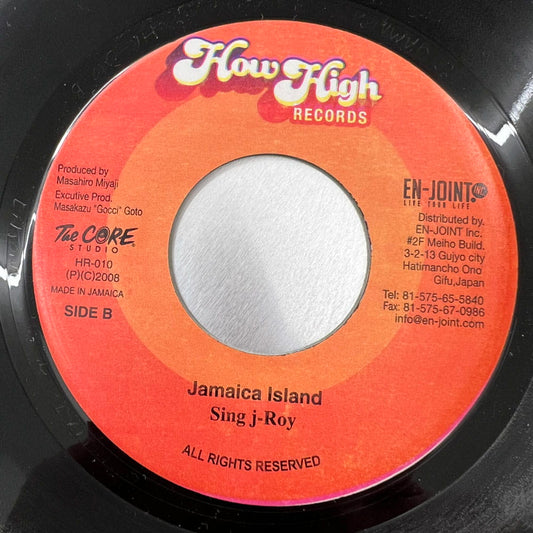 How High
RECORDS
Produced by
Masahiro Miyaji
Excutive Prod.
Masakazu "Gocci" Goto
The CORE
STUDIO
HR-010
(P)(C)2008
MADE IN JAMAICA
SIDE B
EN-JOINT
LIVE YOUR LIFE
Distributed by.
EN-JOINT Inc.
#2F Meiho Build.
3-2-13 Gujyo city
Hatimancho Ono
Gifu,Japan
Tel: 81-575-65-5840
Fax: 81-575-67-0986
info@en-joint.com
Jamaica Island
Sing j-Roy
ALL RIGHTS RESERVED